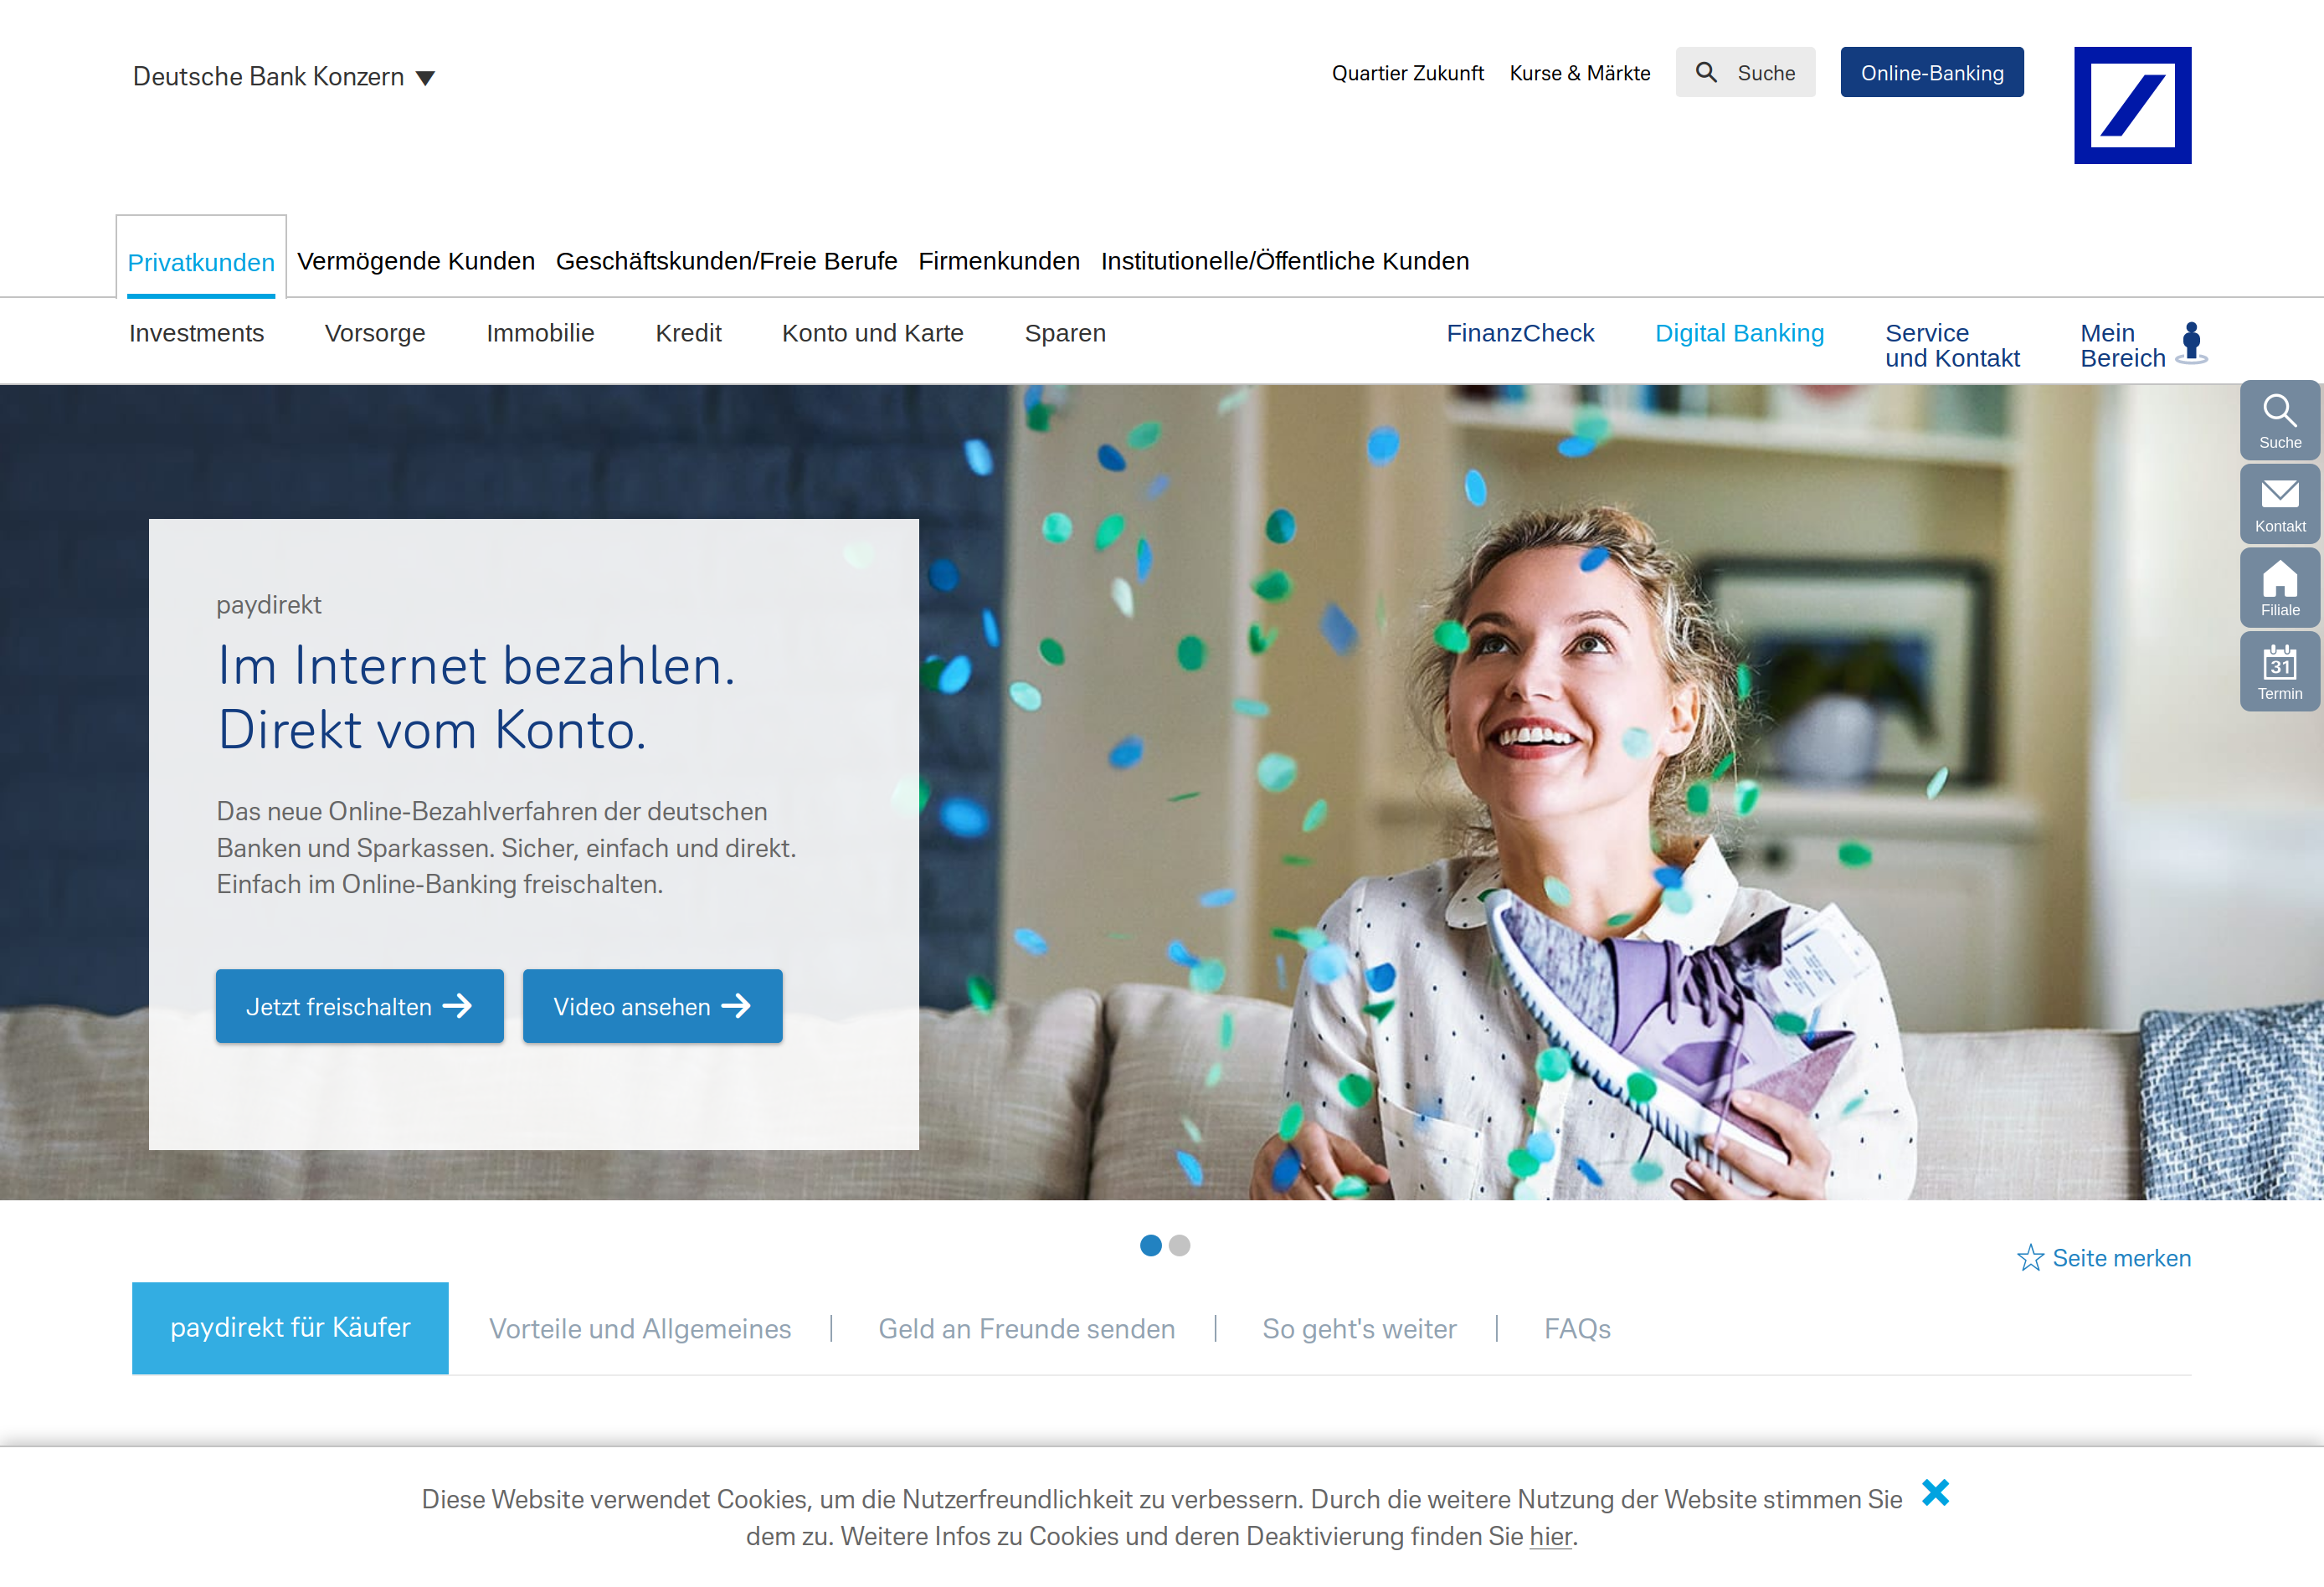 Deutsche Bank Konzern
Quartier Zukunft
Kurse & Märkte
Suche
Online-Banking
Privatkunden
Vermögende Kunden
Geschäftskunden/Freie Berufe
Firmenkunden
Institutionelle/Öffentliche Kunden
Investments
Vorsorge
Immobilie
Kredit
Konto und Karte
Sparen
FinanzCheck
Digital Banking
Service
und Kontakt
Mein
Bereich
Suche
Kontakt
Filiale
31
Termin
paydirekt
Im Internet bezahlen.
Direkt vom Konto.
Das neue Online-Bezahlverfahren der deutschen
Banken und Sparkassen. Sicher, einfach und direkt.
Einfach im Online-Banking freischalten.
Jetzt freischalten
Video ansehen
Seite merken
paydirekt für Käufer
Vorteile und Allgemeines
Geld an Freunde senden
So geht's weiter
FAQs
Diese Website verwendet Cookies, um die Nutzerfreundlichkeit zu verbessern. Durch die weitere Nutzung der Website stimmen Sie
dem zu. Weitere Infos zu Cookies und deren Deaktivierung finden Sie hier.